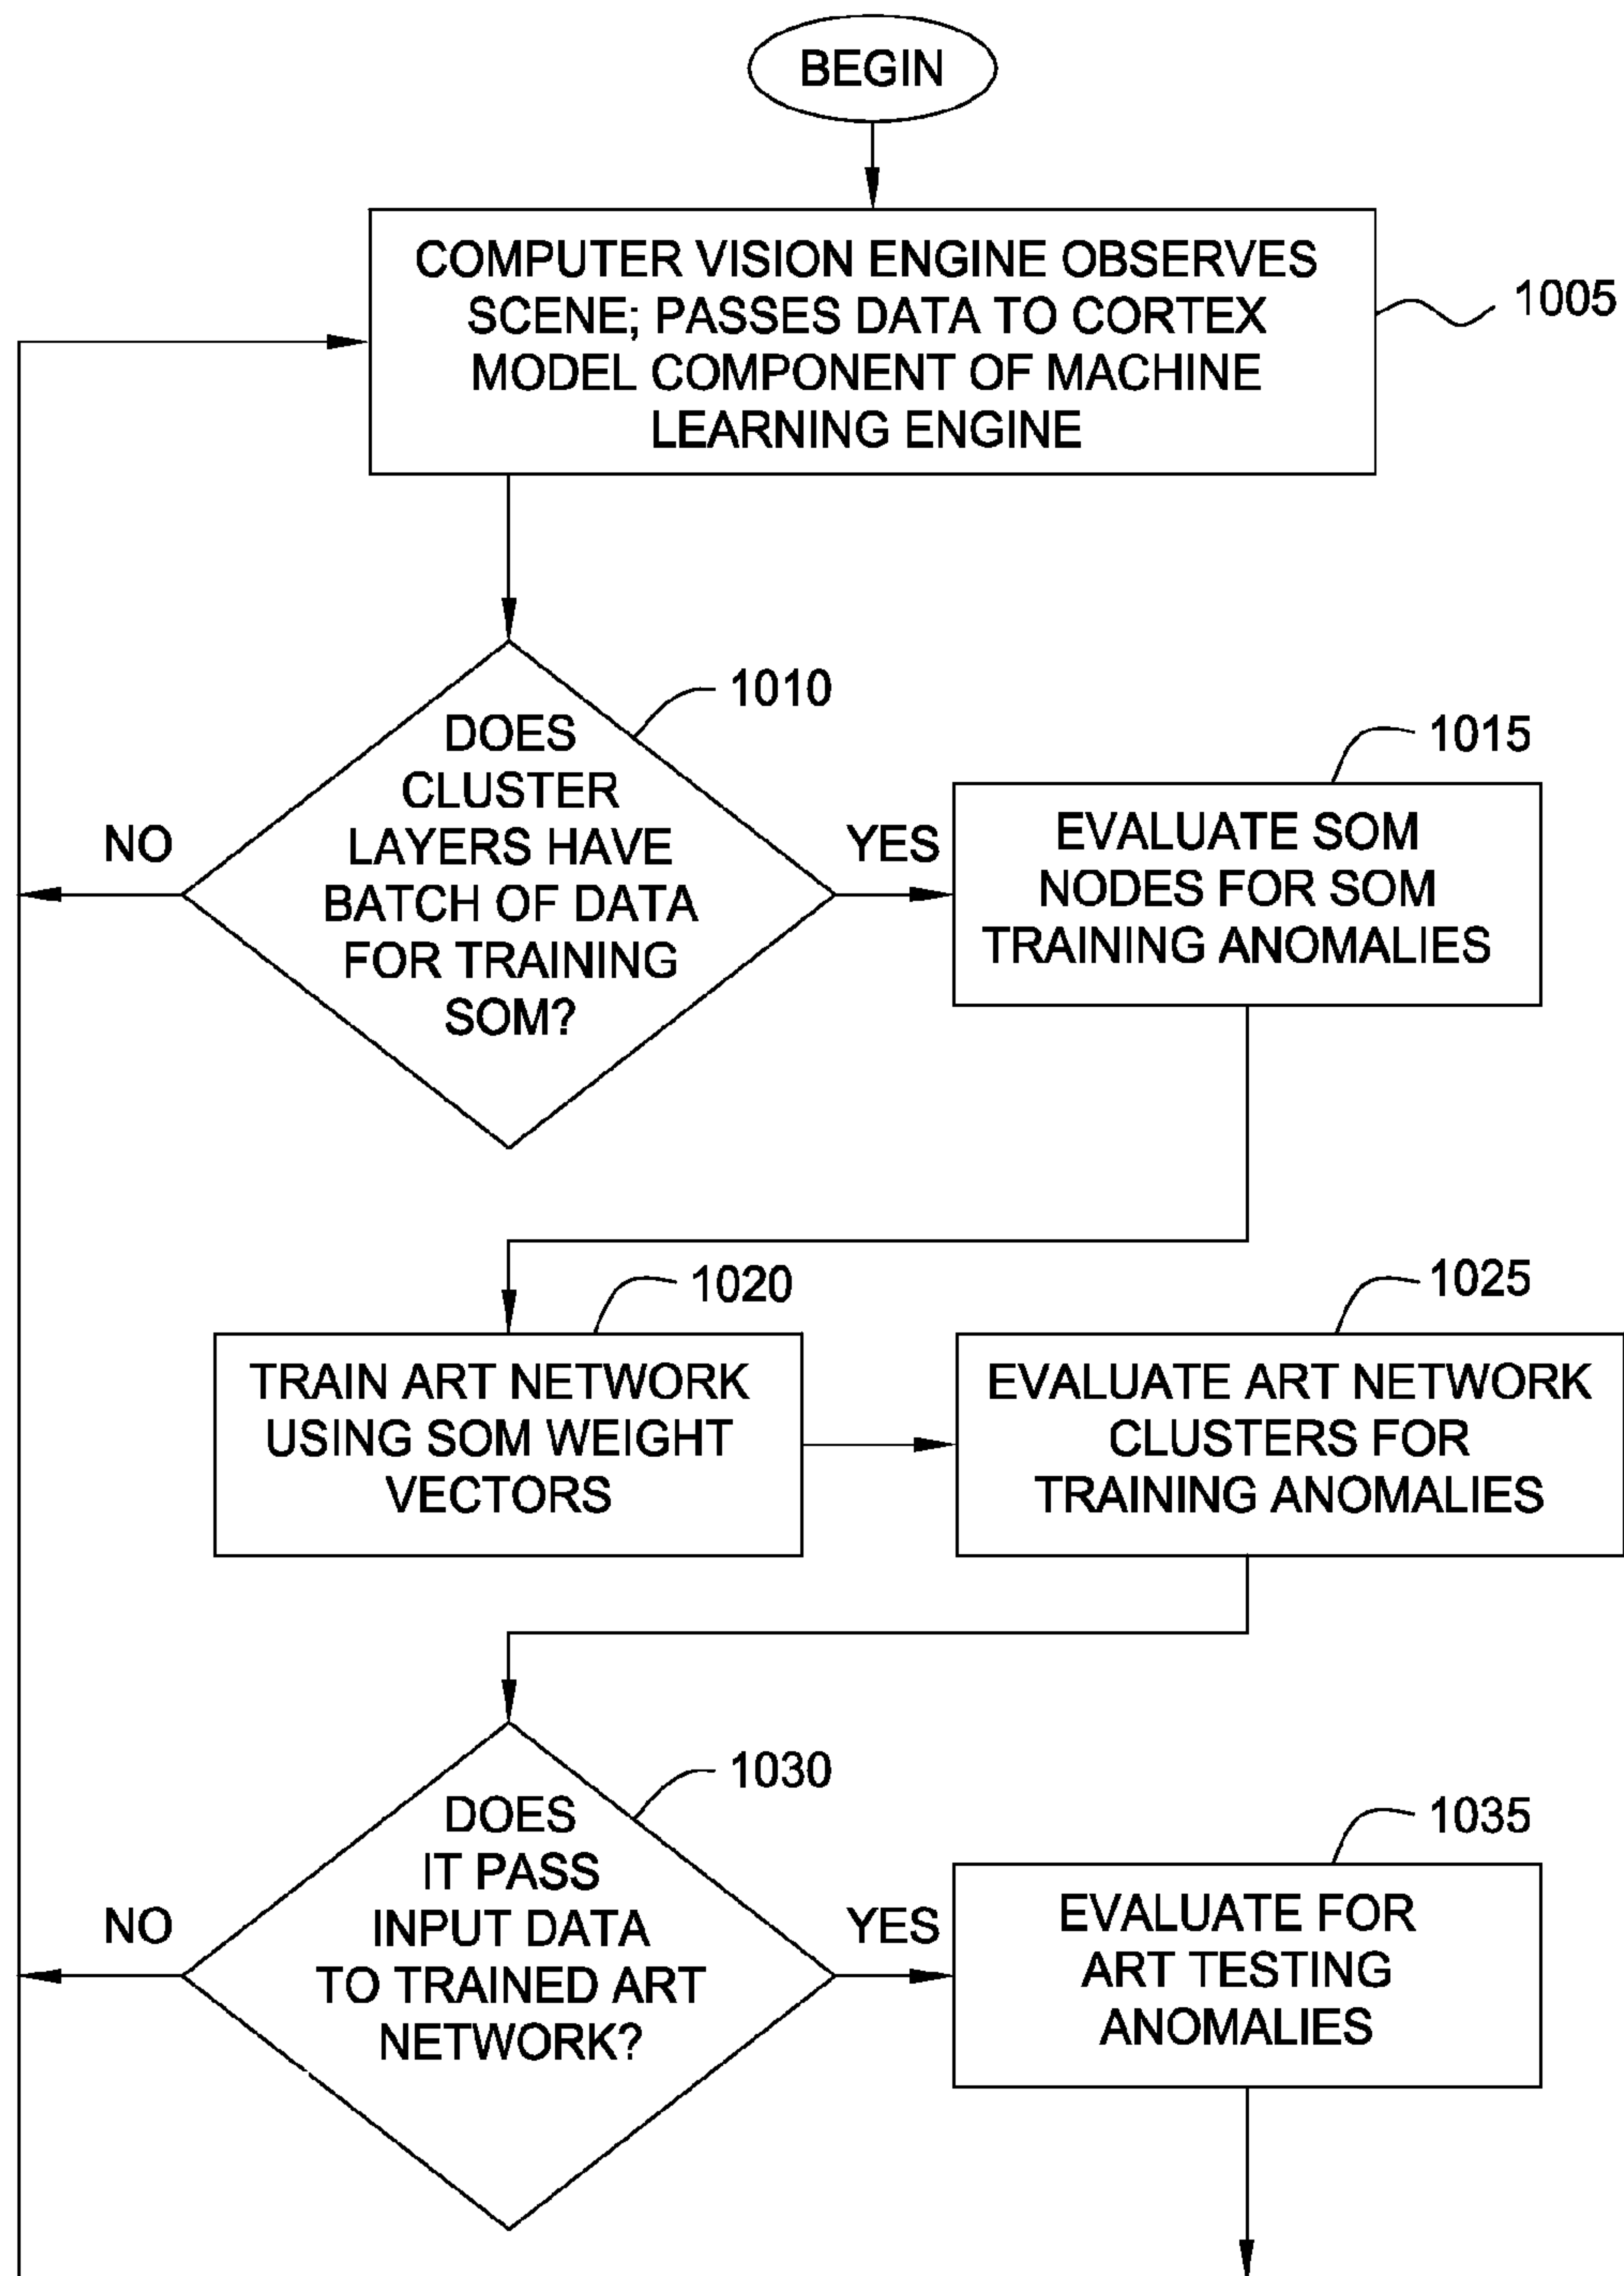 BEGIN
COMPUTER VISION ENGINE OBSERVES
SCENE; PASSES DATA TO CORTEX
MODEL COMPONENT OF MACHINE
LEARNING ENGINE
1005
1010
DOES
CLUSTER
LAYERS HAVE
BATCH OF DATA
FOR TRAINING
SOM?
NO
YES
1015
EVALUATE SOM
NODES FOR SOM
TRAINING ANOMALIES
1020
TRAIN ART NETWORK
USING SOM WEIGHT
VECTORS
1025
EVALUATE ART NETWORK
CLUSTERS FOR
TRAINING ANOMALIES
1030
DOES
IT PASS
INPUT DATA
TO TRAINED ART
NETWORK?
NO
YES
1035
EVALUATE FOR
ART TESTING
ANOMALIES